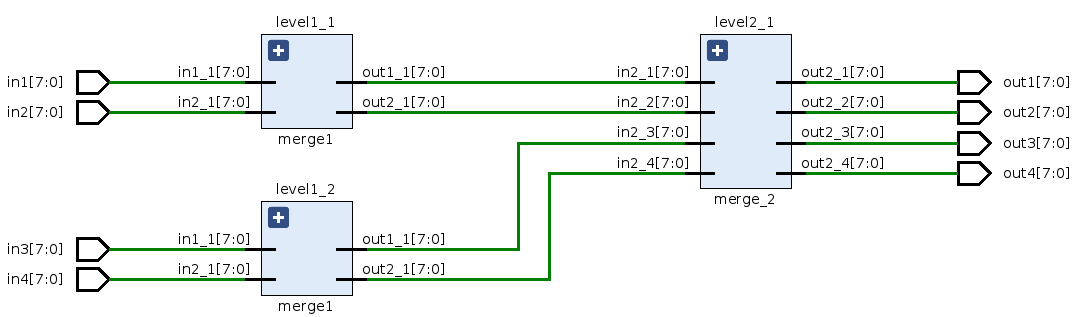 level1_1
level2_1
in1[7:0]
in1_1[7:0]
out1_1[7:0]
in2_1[7:0]
out2_1[7:0]
out1[7:0]
in2[7:0]
in2_1[7:0]
out2_1[7:0]
in2_2[7:0]
out2_2[7:0]
out2[7:0]
merge1
in2_3[7:0]
out2_3[7:0]
out3[7:0]
in2_4[7:0]
out2_4[7:0]
out4[7:0]
level1_2
merge_2
in3[7:0]
in1_1[7:0]
out1_1[7:0]
in4[7:0]
in2_1[7:0]
out2_1[7:0]
merge1